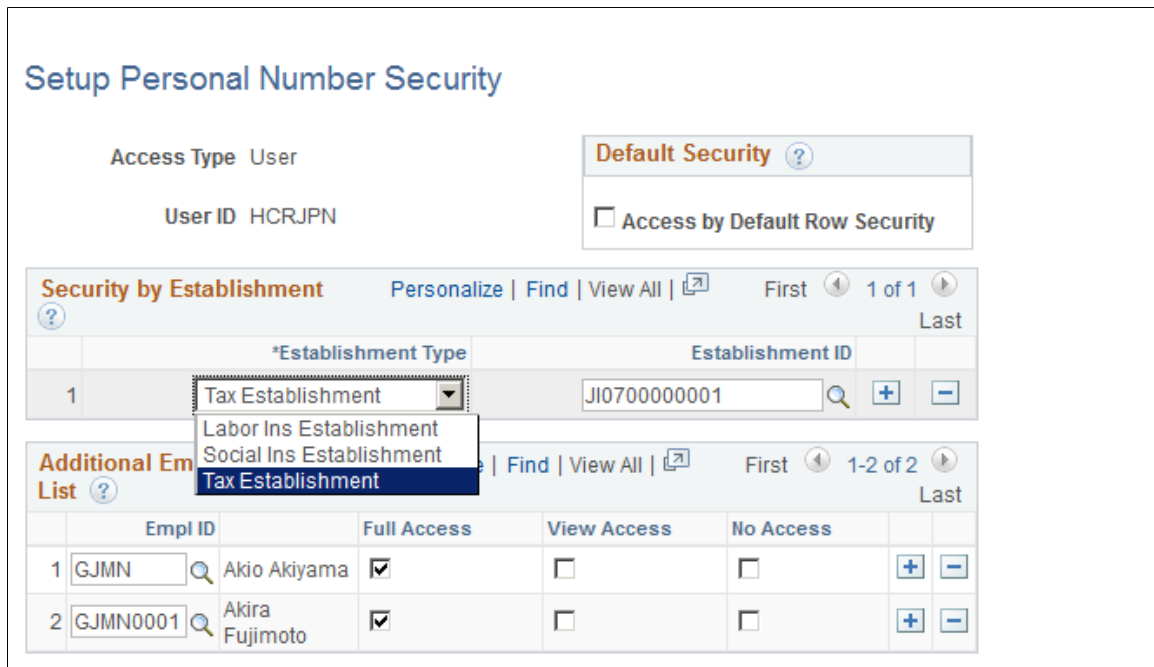 Setup Personal Number Security
Access Type User
Default Security ?
User ID HCRJPN
Access by Default Row Security
Security by Establishment Personalize | Find | View All | First 1 of 1
? Last
*Establishment Type Establishment ID
1 Tax Establishment JI0700000001 + -
Labor Ins Establishment
Social Ins Establishment
Tax Establishment
Additional Em e | Find | View All | First 1-2 of 2
List ? Last
Empl ID Full Access View Access No Access
1 GJMN Akio Akiyama + -
2 GJMN0001 Akira Fujimoto + -